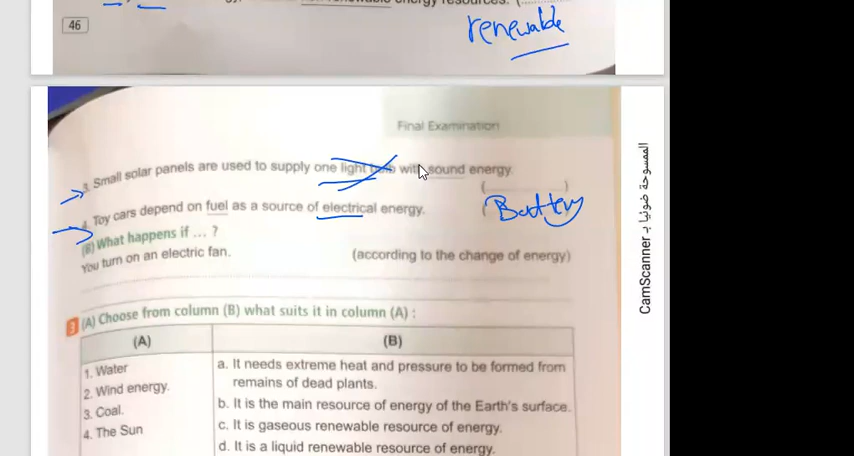 renewable energy resources. (
renewable
46
Final Examination
3. Small solar panels are used to supply one light bulb with sound energy.
(..............)
4. Toy cars depend on fuel as a source of electrical energy.
( Battery
(B) What happens if ... ?
You turn on an electric fan. (according to the change of energy)
3 (A) Choose from column (B) what suits it in column (A) :
(A) (B)
1. Water
2. Wind energy.
3. Coal.
4. The Sun
a. It needs extreme heat and pressure to be formed from
remains of dead plants.
b. It is the main resource of energy of the Earth's surface.
c. It is gaseous renewable resource of energy.
d. It is a liquid renewable resource of energy.
الممسوحة ضوئيا بـ CamScanner